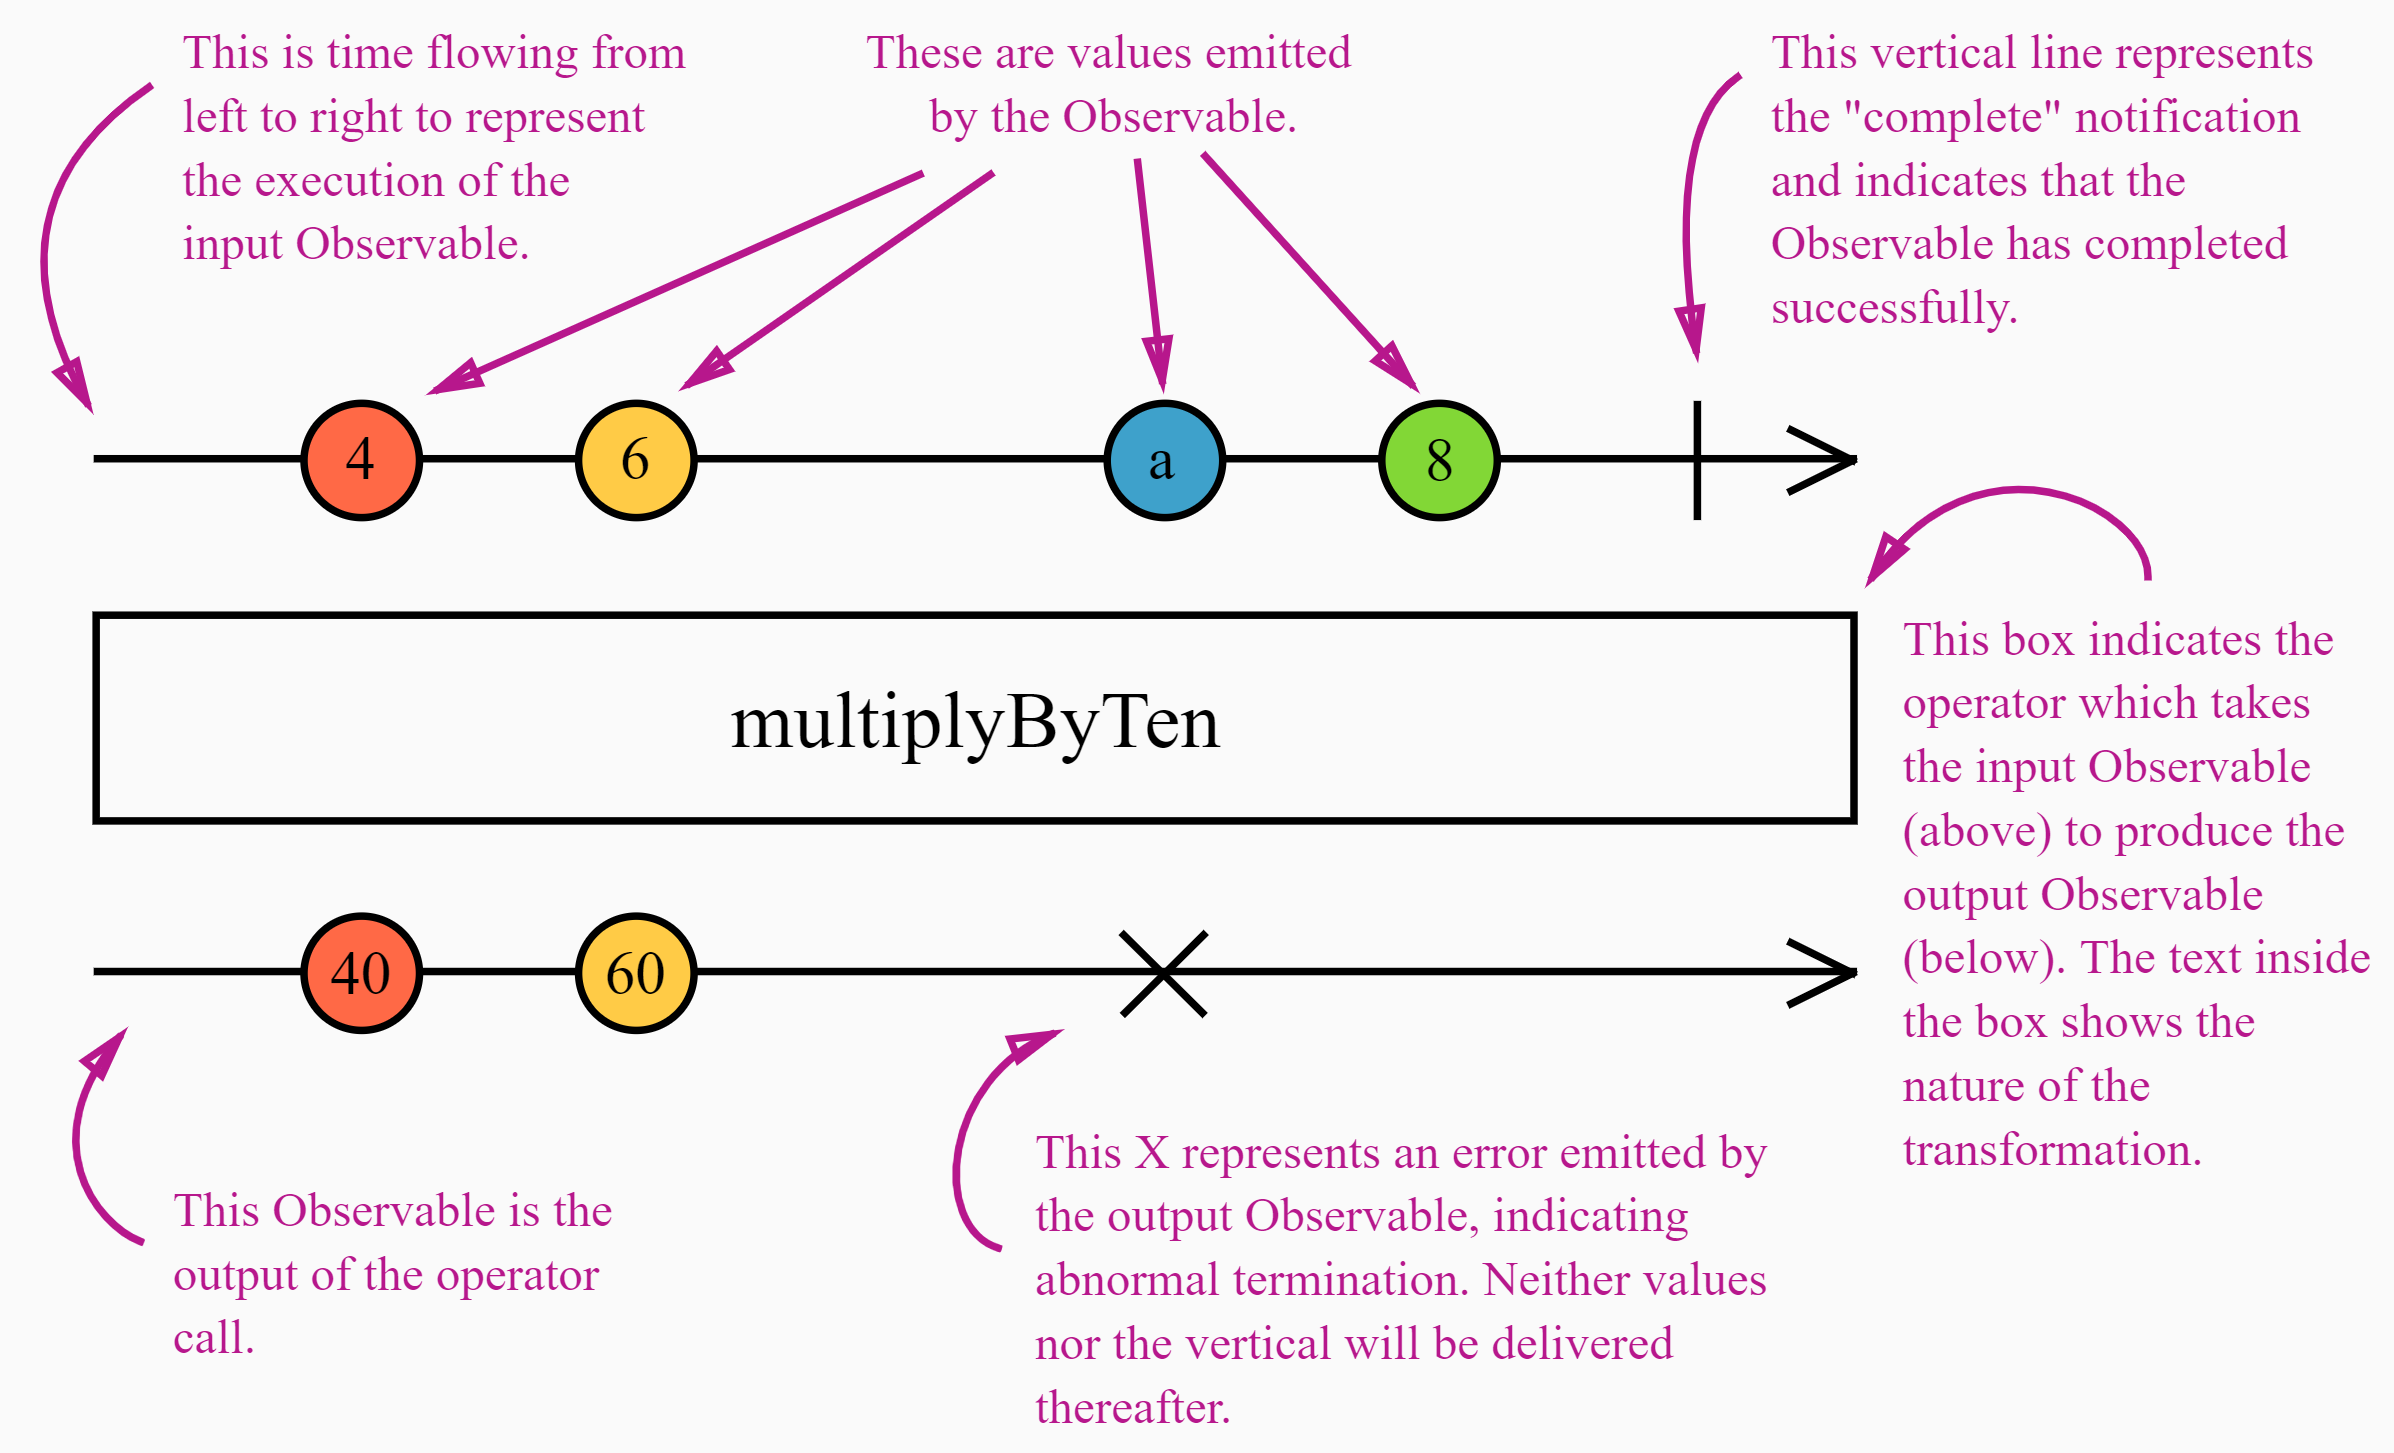 This is time flowing from
left to right to represent
the execution of the
input Observable.
These are values emitted
by the Observable.
This vertical line represents
the "complete" notification
and indicates that the
Observable has completed
successfully.
4
6
a
8
multiplyByTen
This box indicates the
operator which takes
the input Observable
(above) to produce the
output Observable
(below). The text inside
the box shows the
nature of the
transformation.
40
60
This Observable is the
output of the operator
call.
This X represents an error emitted by
the output Observable, indicating
abnormal termination. Neither values
nor the vertical will be delivered
thereafter.